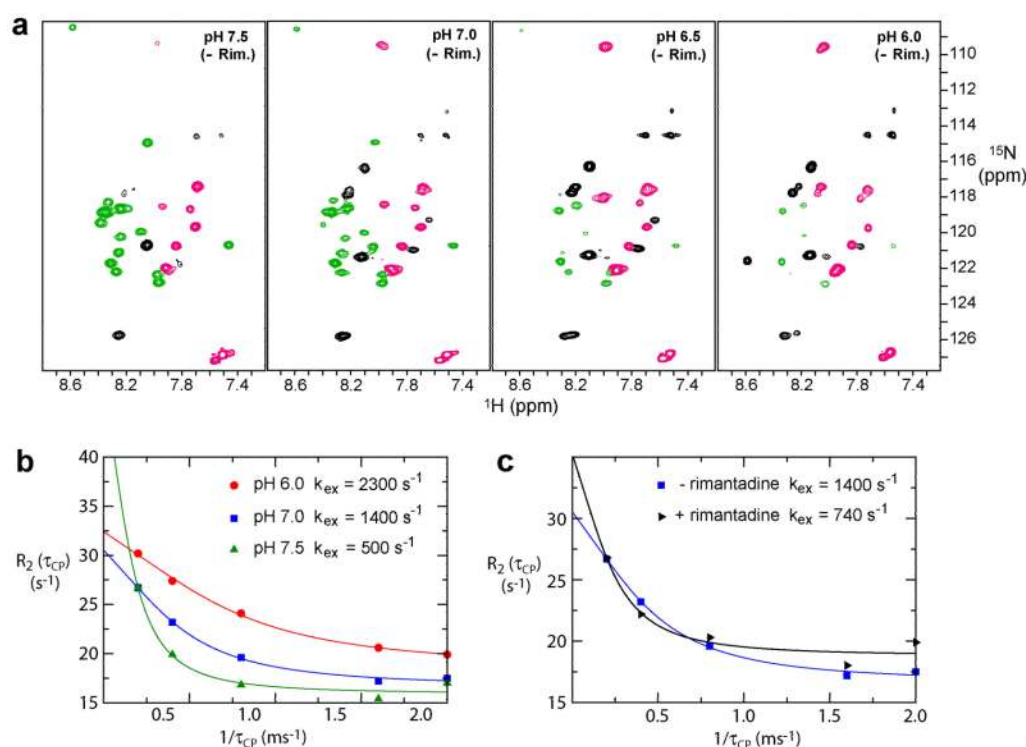 a
pH 7.5
(- Rim.)
pH 7.0
(- Rim.)
pH 6.5
(- Rim.)
pH 6.0
(- Rim.)
110
112
114
116
118
120
122
124
126
15N
(ppm)
8.6 8.2 7.8 7.4 8.6 8.2 7.8 7.4 8.6 8.2 7.8 7.4 8.6 8.2 7.8 7.4
1H (ppm)
b
40
35
30
25
20
15
R2 (τCP)
(s-1)
pH 6.0 kex = 2300 s-1
pH 7.0 kex = 1400 s-1
pH 7.5 kex = 500 s-1
0.5 1.0 1.5 2.0
1/τCP (ms-1)
c
35
30
25
20
15
R2 (τCP)
(s-1)
- rimantadine kex = 1400 s-1
+ rimantadine kex = 740 s-1
0.5 1.0 1.5 2.0
1/τCP (ms-1)